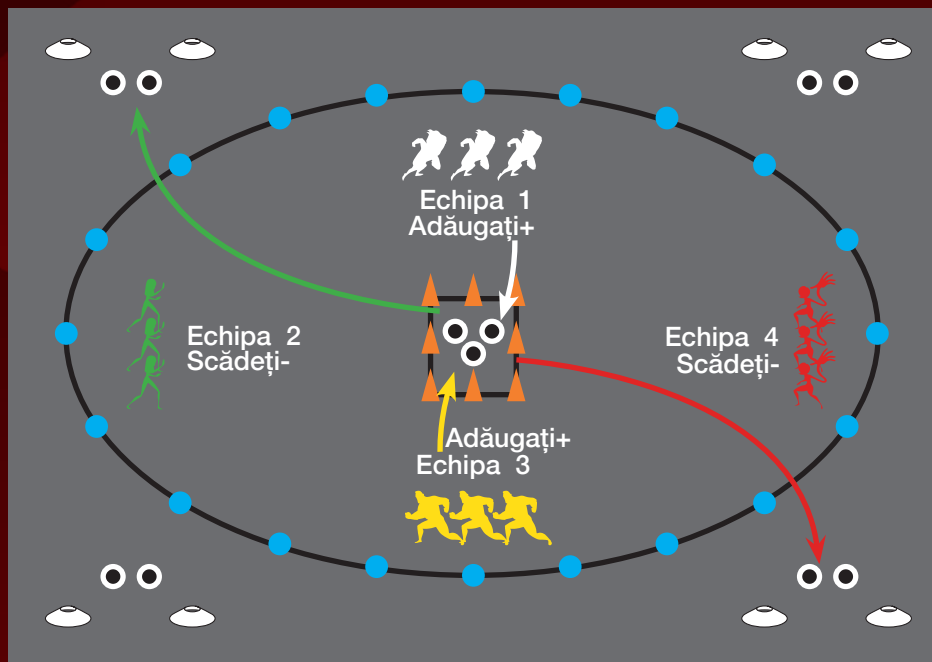 Echipa 1
Adăugați+
Echipa 2
Scădeți-
Echipa 4
Scădeți-
Adăugați+
Echipa 3